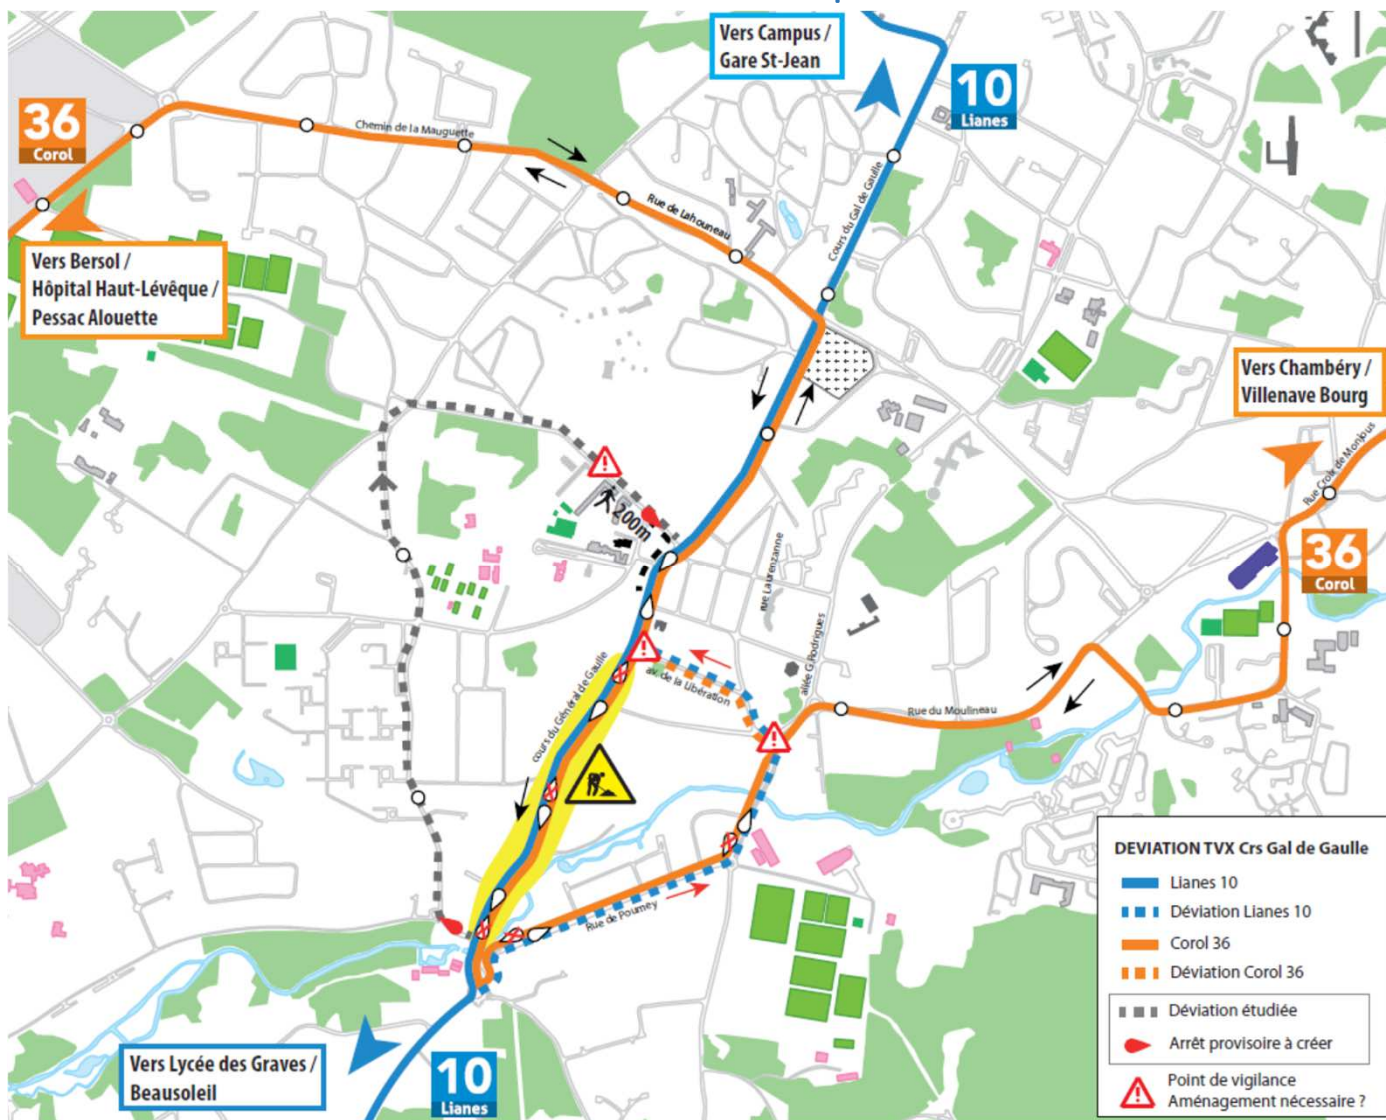 Vers Campus /
Gare St-Jean
10
Lianes
36
Corol
Chemin de la Mauguette
Rue de Lahouneau
Cours du Gal de Gaulle
Vers Bersol /
Hôpital Haut-Lévêque /
Pessac Alouette
Vers Chambéry /
Villenave Bourg
Rue Croix de Monjous
36
Corol
200m
rue Laurenzanne
allée G.Rodrigues
av. de la Libération
cours du Général de Gaulle
Rue du Moulineau
Rue de Poumey
Vers Lycée des Graves /
Beausoleil
10
Lianes
DEVIATION TVX Crs Gal de Gaulle
Lianes 10
Déviation Lianes 10
Corol 36
Déviation Corol 36
Déviation étudiée
Arrêt provisoire à créer
Point de vigilance
Aménagement nécessaire ?